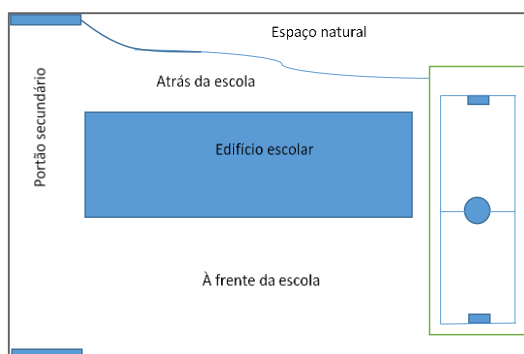 Espaço natural
Atrás da escola
Portão secundário
Edifício escolar
À frente da escola